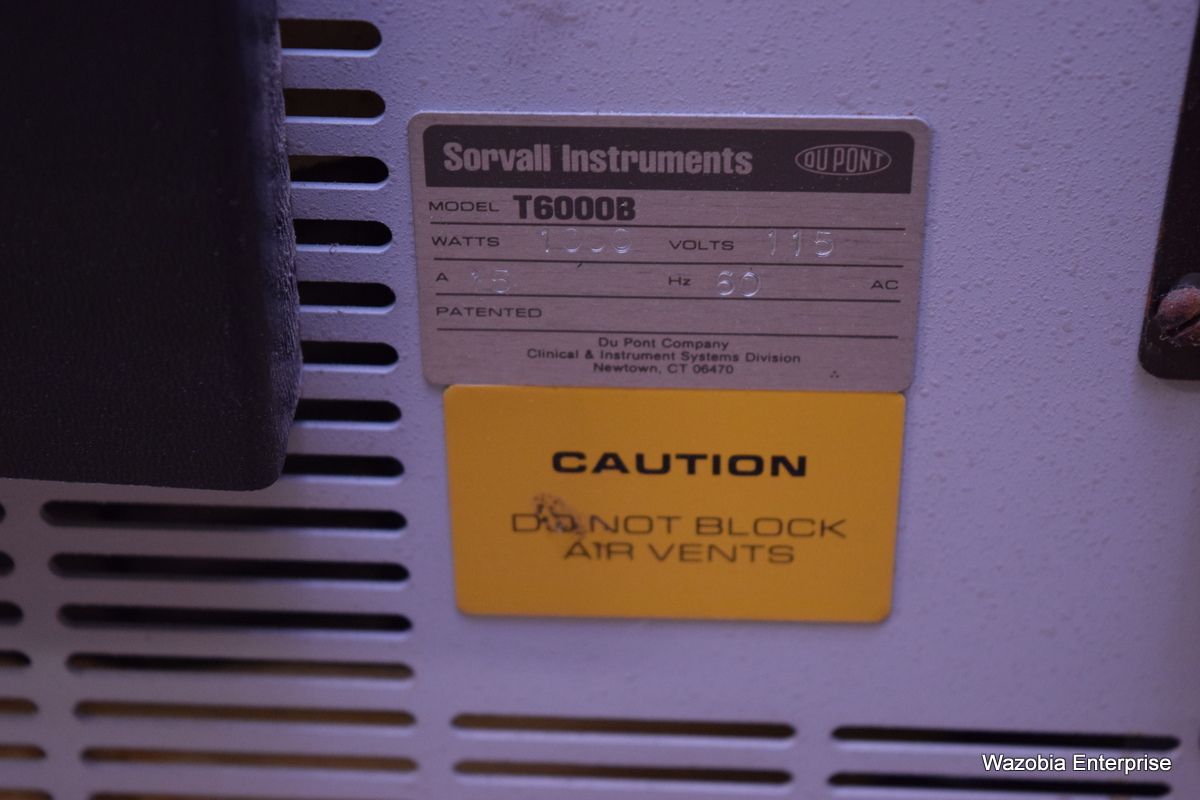 Sorvall Instruments DU PONT
MODEL T6000B
WATTS VOLTS 115
A 15 Hz 60 AC
PATENTED
Du Pont Company
Clinical & Instrument Systems Division
Newtown, CT 06470
CAUTION
DO NOT BLOCK
AIR VENTS
Wazobia Enterprise